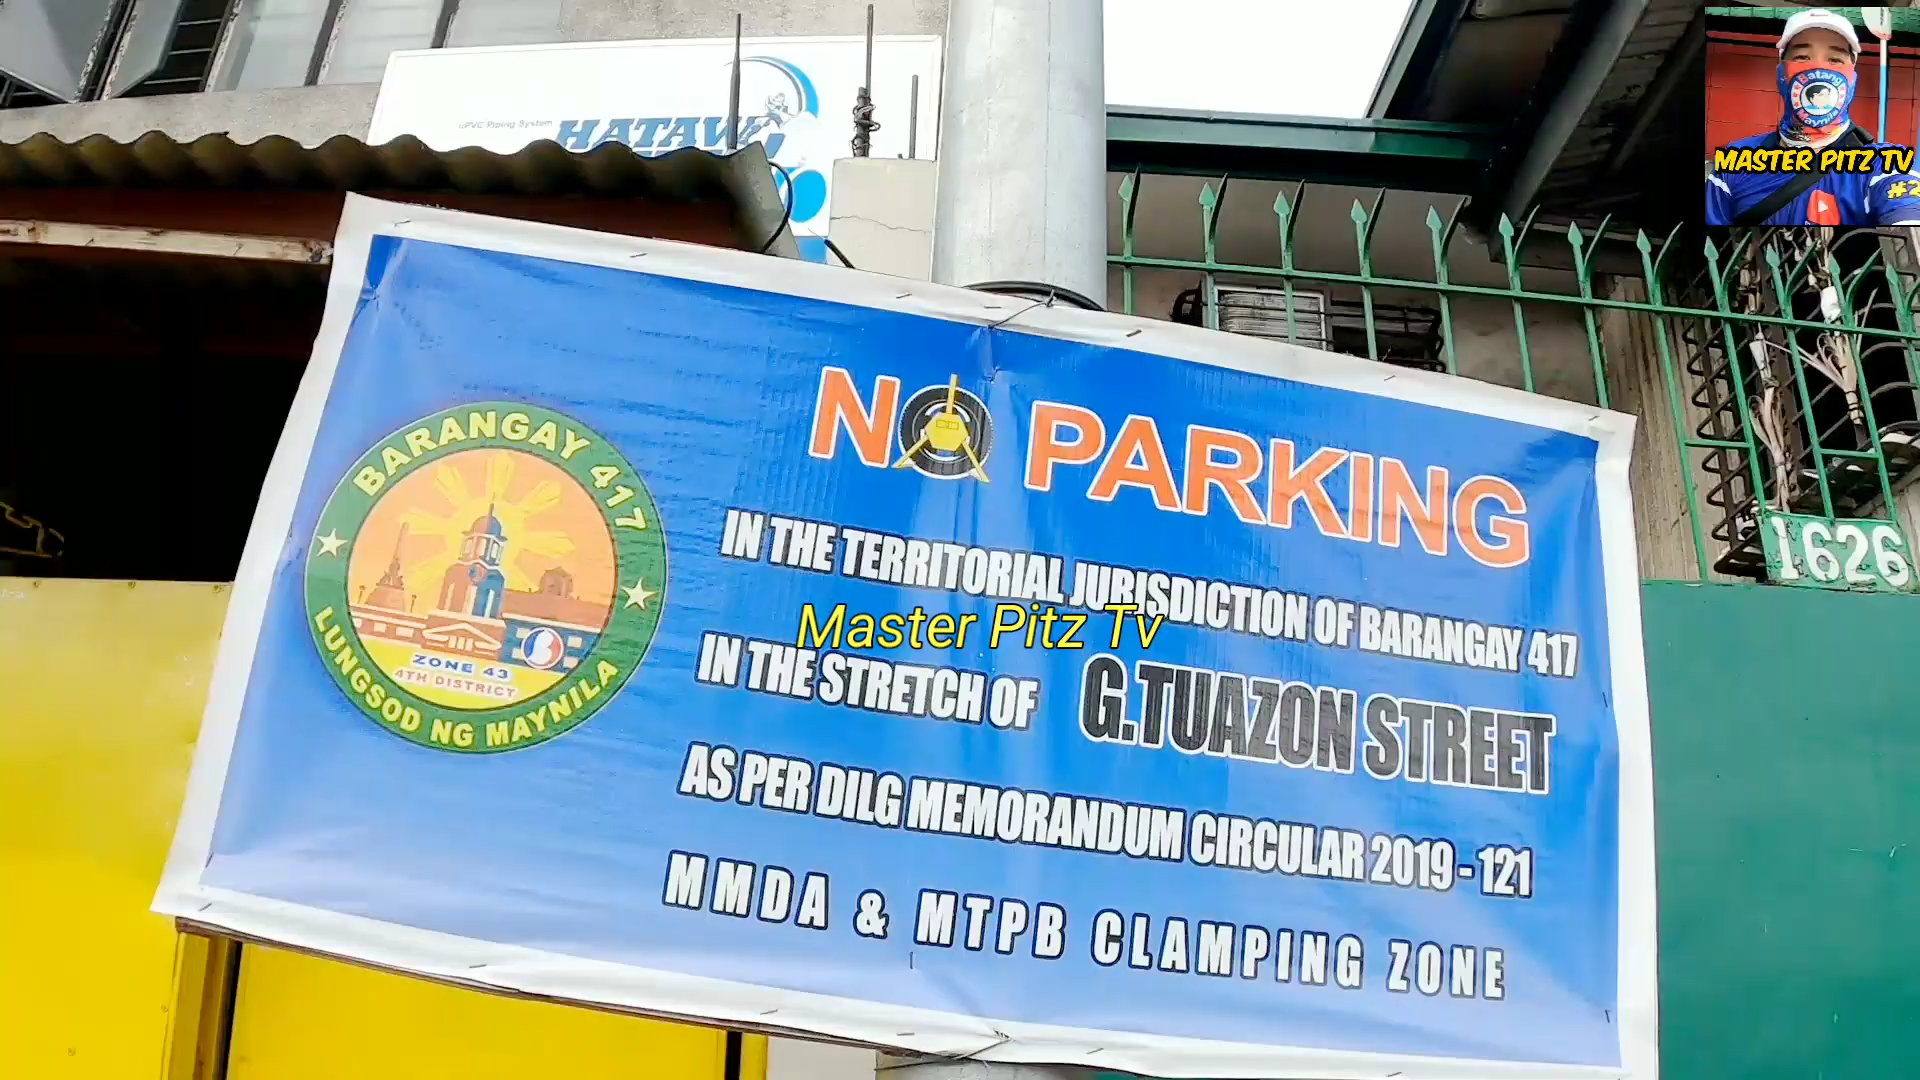 uPVC Piping System
HATAW
Batang
Maynila
MASTER PITZ TV
BARANGAY 417
ZONE 43
4TH DISTRICT
LUNGSOD NG MAYNILA
NO PARKING
IN THE TERRITORIAL JURISDICTION OF BARANGAY 417
Master Pitz Tv
IN THE STRETCH OF G.TUAZON STREET
AS PER DILG MEMORANDUM CIRCULAR 2019-121
MMDA & MTPB CLAMPING ZONE
1626